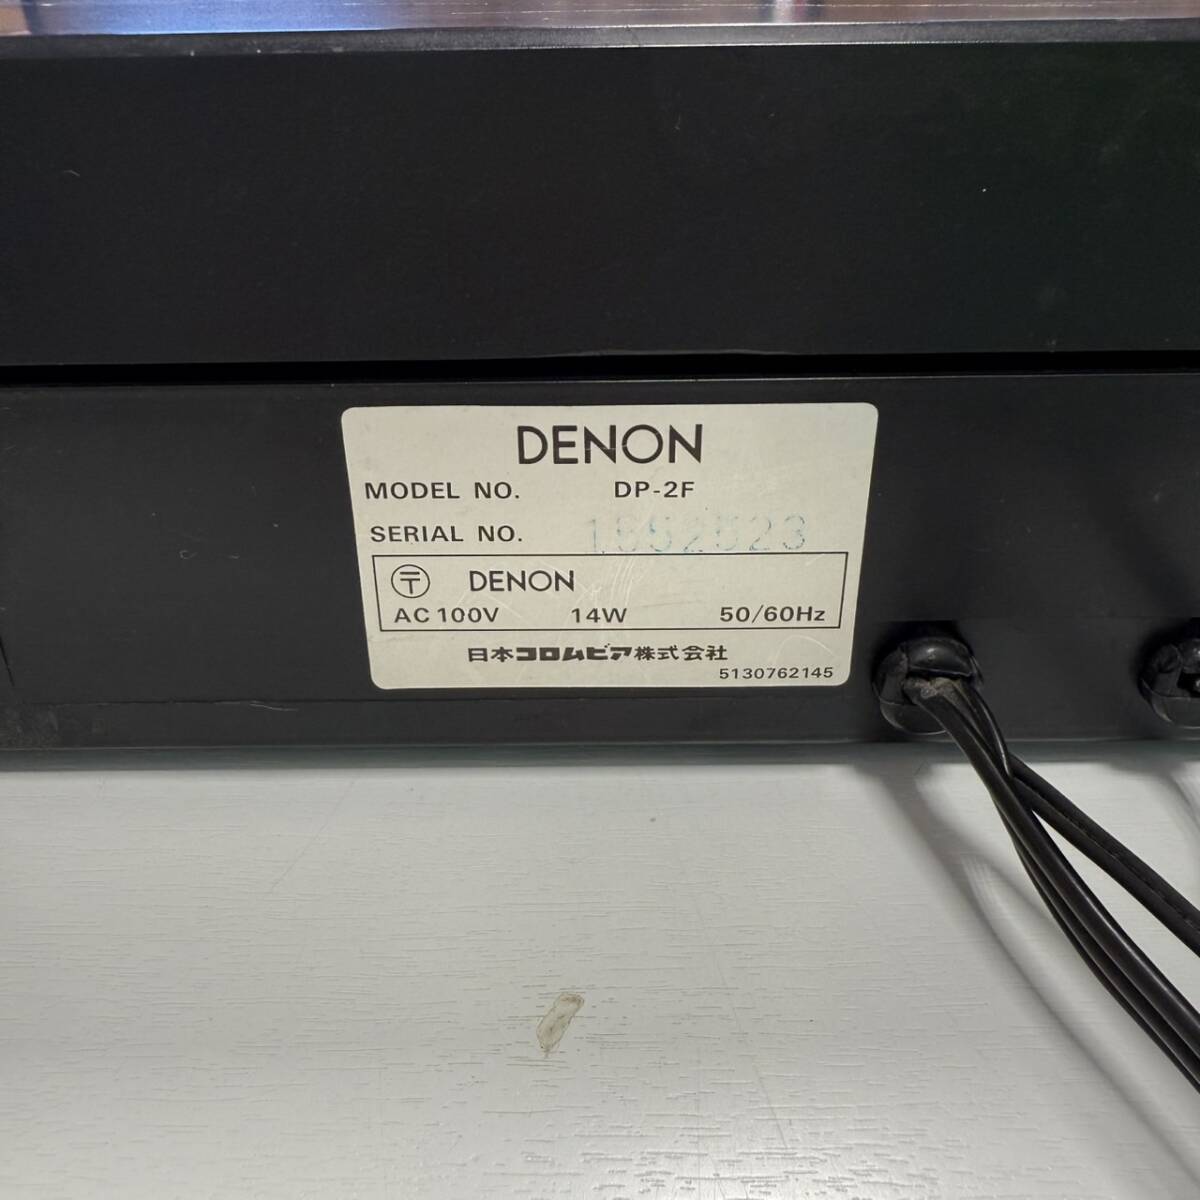 DENON
MODEL NO. DP-2F
SERIAL NO. 1552523
〒 DENON
AC 100V 14W 50/60Hz
日本コロムビア株式会社
5130762145